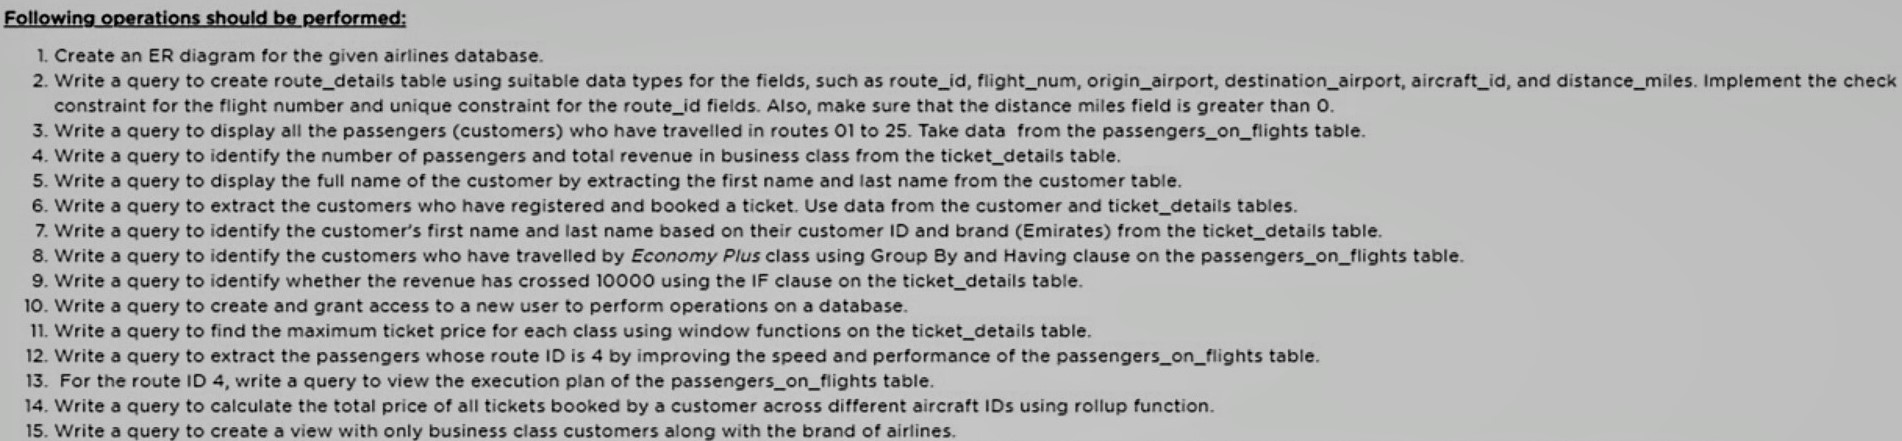 Following operations should be performed:
1. Create an ER diagram for the given airlines database.
2. Write a query to create route_details table using suitable data types for the fields, such as route_id, flight_num, origin_airport, destination_airport, aircraft_id, and distance_miles. Implement the check
constraint for the flight number and unique constraint for the route_id fields. Also, make sure that the distance miles field is greater than 0.
3. Write a query to display all the passengers (customers) who have travelled in routes 01 to 25. Take data from the passengers_on_flights table.
4. Write a query to identify the number of passengers and total revenue in business class from the ticket_details table.
5. Write a query to display the full name of the customer by extracting the first name and last name from the customer table.
6. Write a query to extract the customers who have registered and booked a ticket. Use data from the customer and ticket_details tables.
7. Write a query to identify the customer's first name and last name based on their customer ID and brand (Emirates) from the ticket_details table.
8. Write a query to identify the customers who have travelled by Economy Plus class using Group By and Having clause on the passengers_on_flights table.
9. Write a query to identify whether the revenue has crossed 10000 using the IF clause on the ticket_details table.
10. Write a query to create and grant access to a new user to perform operations on a database.
11. Write a query to find the maximum ticket price for each class using window functions on the ticket_details table.
12. Write a query to extract the passengers whose route ID is 4 by improving the speed and performance of the passengers_on_flights table.
13. For the route ID 4, write a query to view the execution plan of the passengers_on_flights table.
14. Write a query to calculate the total price of all tickets booked by a customer across different aircraft IDs using rollup function.
15. Write a query to create a view with only business class customers along with the brand of airlines.